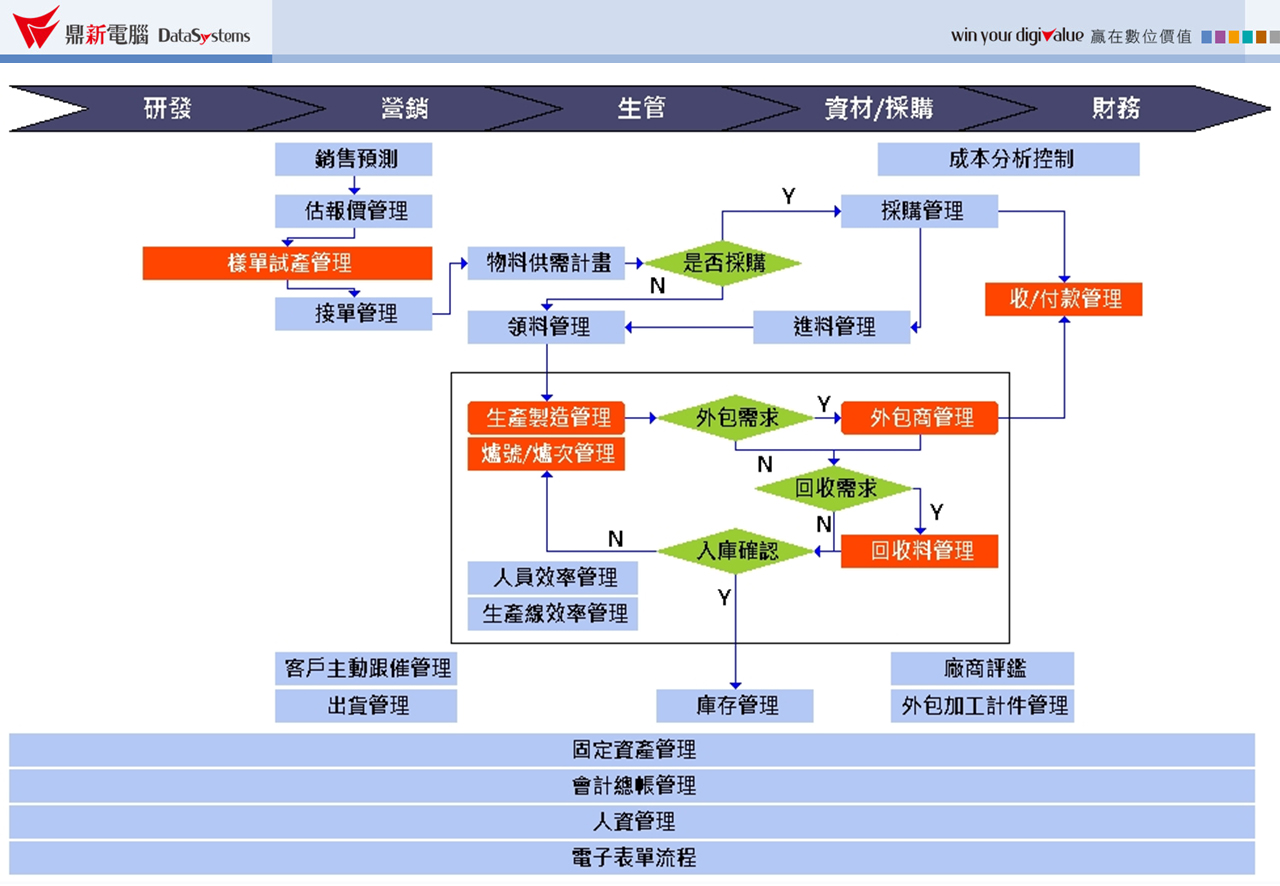 鼎新電腦 DataSystems
win your digivalue 贏在數位價值
研發
營銷
生管
資材/採購
財務
銷售預測
成本分析控制
估報價管理
Y
採購管理
樣單試產管理
物料供需計畫
是否採購
N
收/付款管理
接單管理
領料管理
進料管理
生產製造管理
外包需求
Y
外包商管理
爐號/爐次管理
N
回收需求
Y
N
N
入庫確認
回收料管理
人員效率管理
Y
生產線效率管理
客戶主動跟催管理
廠商評鑑
出貨管理
庫存管理
外包加工計件管理
固定資產管理
會計總帳管理
人資管理
電子表單流程